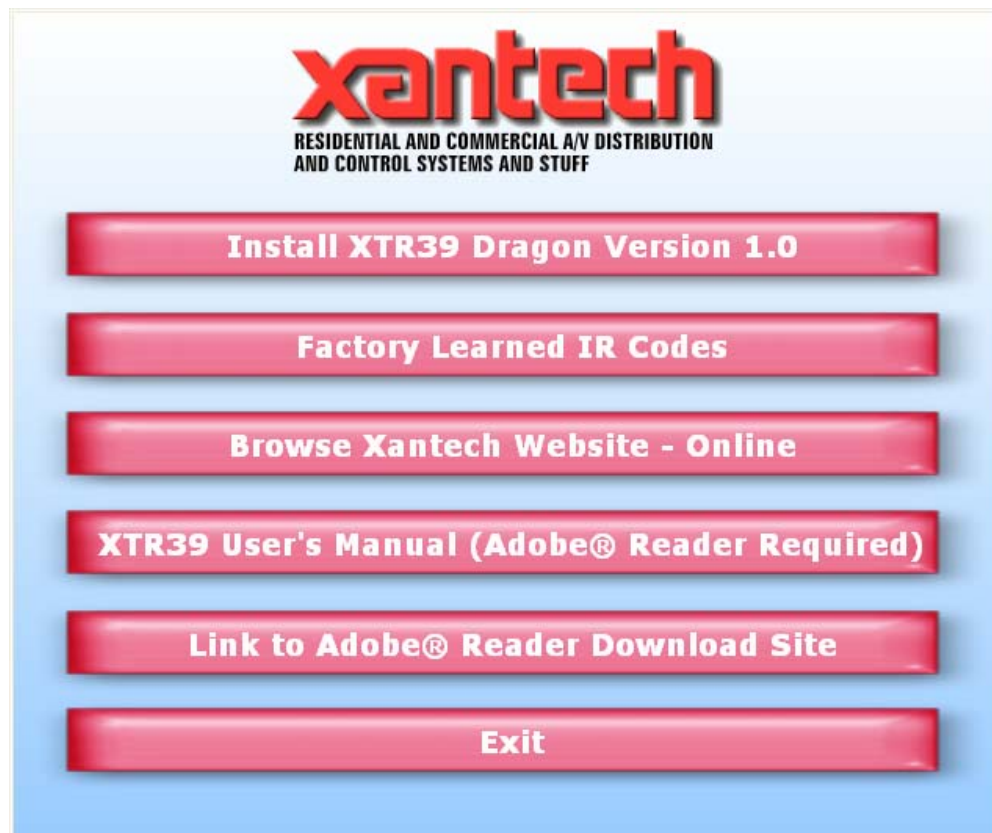 xantech
RESIDENTIAL AND COMMERCIAL A/V DISTRIBUTION
AND CONTROL SYSTEMS AND STUFF
Install XTR39 Dragon Version 1.0
Factory Learned IR Codes
Browse Xantech Website - Online
XTR39 User's Manual (Adobe® Reader Required)
Link to Adobe® Reader Download Site
Exit